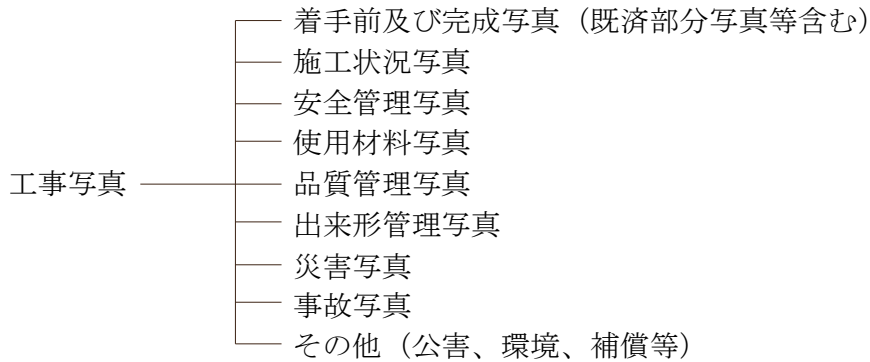 着手前及び完成写真（既済部分写真等含む）
施工状況写真
安全管理写真
使用材料写真
工事写真 品質管理写真
出来形管理写真
災害写真
事故写真
その他（公害、環境、補償等）